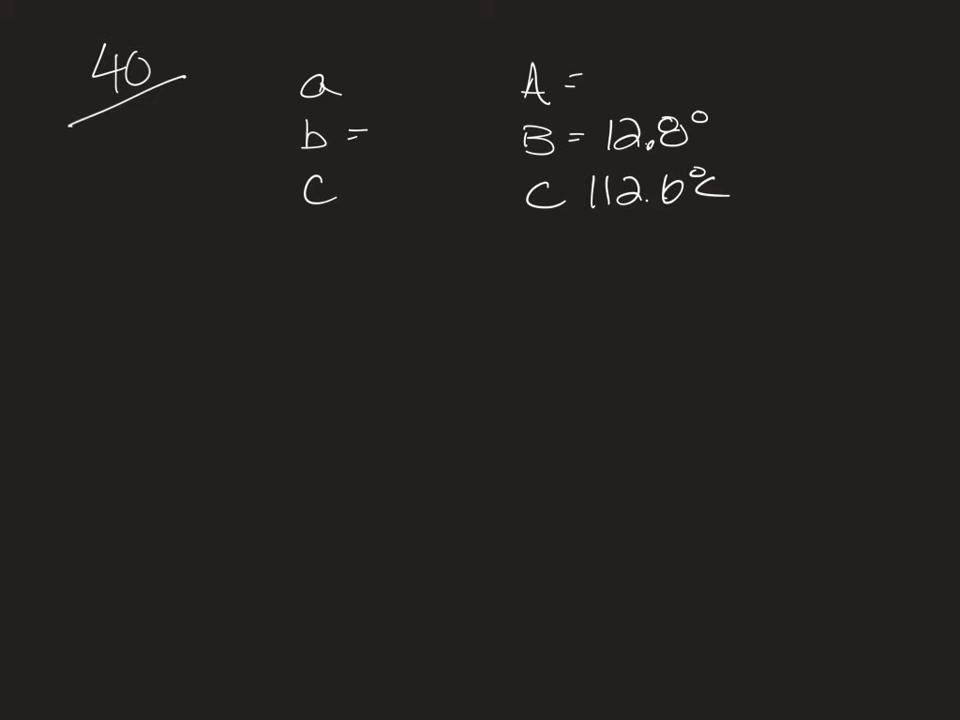 40
a A =
b = B = 12.8°
C C 112.6°C